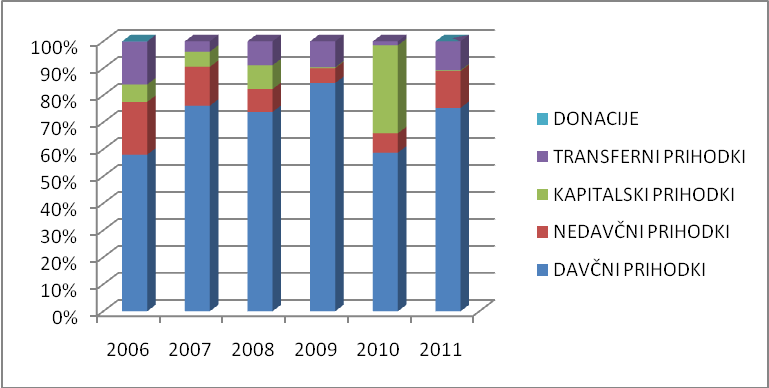 100%
90%
80%
70%
60%
50%
40%
30%
20%
10%
0%
2006 2007 2008 2009 2010 2011
DONACIJE
TRANSFERNI PRIHODKI
KAPITALSKI PRIHODKI
NEDAVČNI PRIHODKI
DAVČNI PRIHODKI